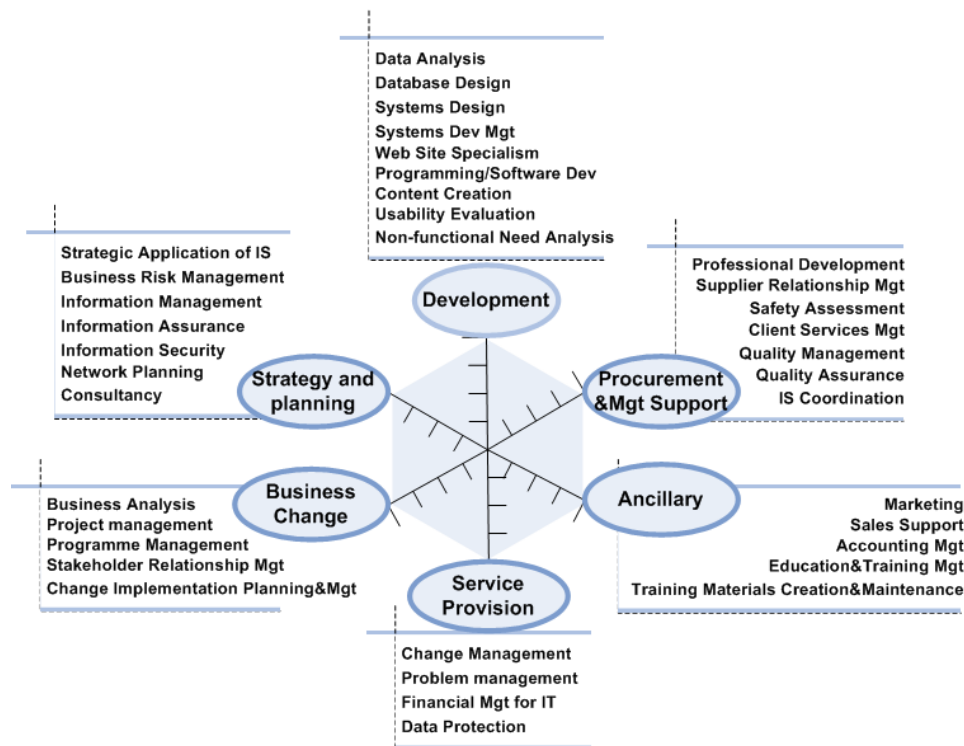 Data Analysis
Database Design
Systems Design
Systems Dev Mgt
Web Site Specialism
Programming/Software Dev
Content Creation
Usability Evaluation
Non-functional Need Analysis
Development
Strategic Application of IS
Business Risk Management
Information Management
Information Assurance
Information Security
Network Planning
Consultancy
Strategy and
planning
Professional Development
Supplier Relationship Mgt
Safety Assessment
Client Services Mgt
Quality Management
Quality Assurance
IS Coordination
Procurement
&Mgt Support
Business Analysis
Project management
Programme Management
Stakeholder Relationship Mgt
Change Implementation Planning&Mgt
Business
Change
Ancillary
Marketing
Sales Support
Accounting Mgt
Education&Training Mgt
Training Materials Creation&Maintenance
Service
Provision
Change Management
Problem management
Financial Mgt for IT
Data Protection